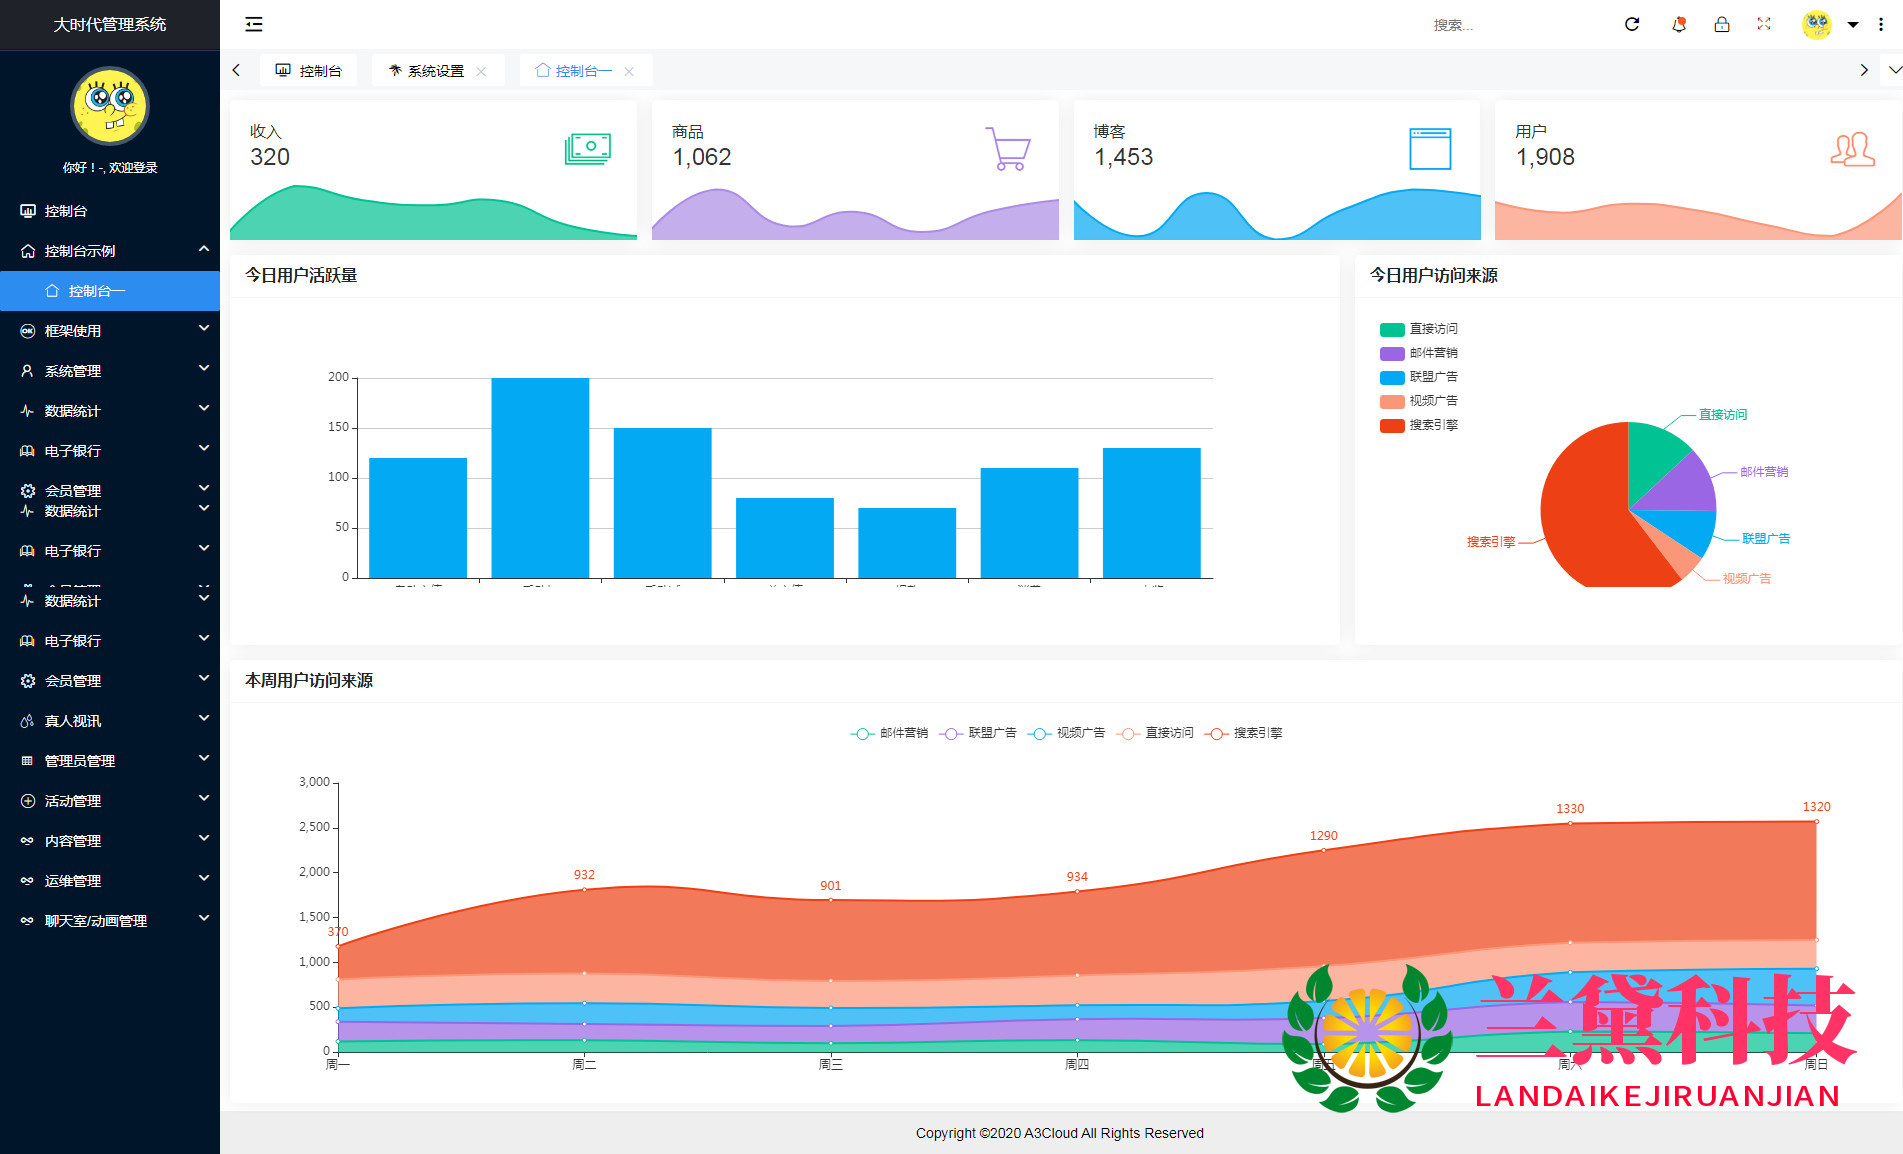 大时代管理系统
搜索...
你好！-, 欢迎登录
控制台
控制台示例
控制台一
框架使用
系统管理
数据统计
电子银行
会员管理
数据统计
电子银行
数据统计
电子银行
会员管理
真人视讯
管理员管理
活动管理
内容管理
运维管理
聊天室/动画管理
控制台
系统设置
控制台一
收入
320
商品
1,062
博客
1,453
用户
1,908
今日用户活跃量
200
150
100
50
0
今日用户访问来源
直接访问
邮件营销
联盟广告
视频广告
搜索引擎
直接访问
邮件营销
联盟广告
视频广告
搜索引擎
本周用户访问来源
邮件营销 联盟广告 视频广告 直接访问 搜索引擎
3,000
2,500
2,000
1,500
1,000
500
0
370
932
901
934
1290
1330
1320
周一 周二 周三 周四 周五 周六 周日
兰黛科技
LANDAIKEJIRUANJIAN
Copyright ©2020 A3Cloud All Rights Reserved